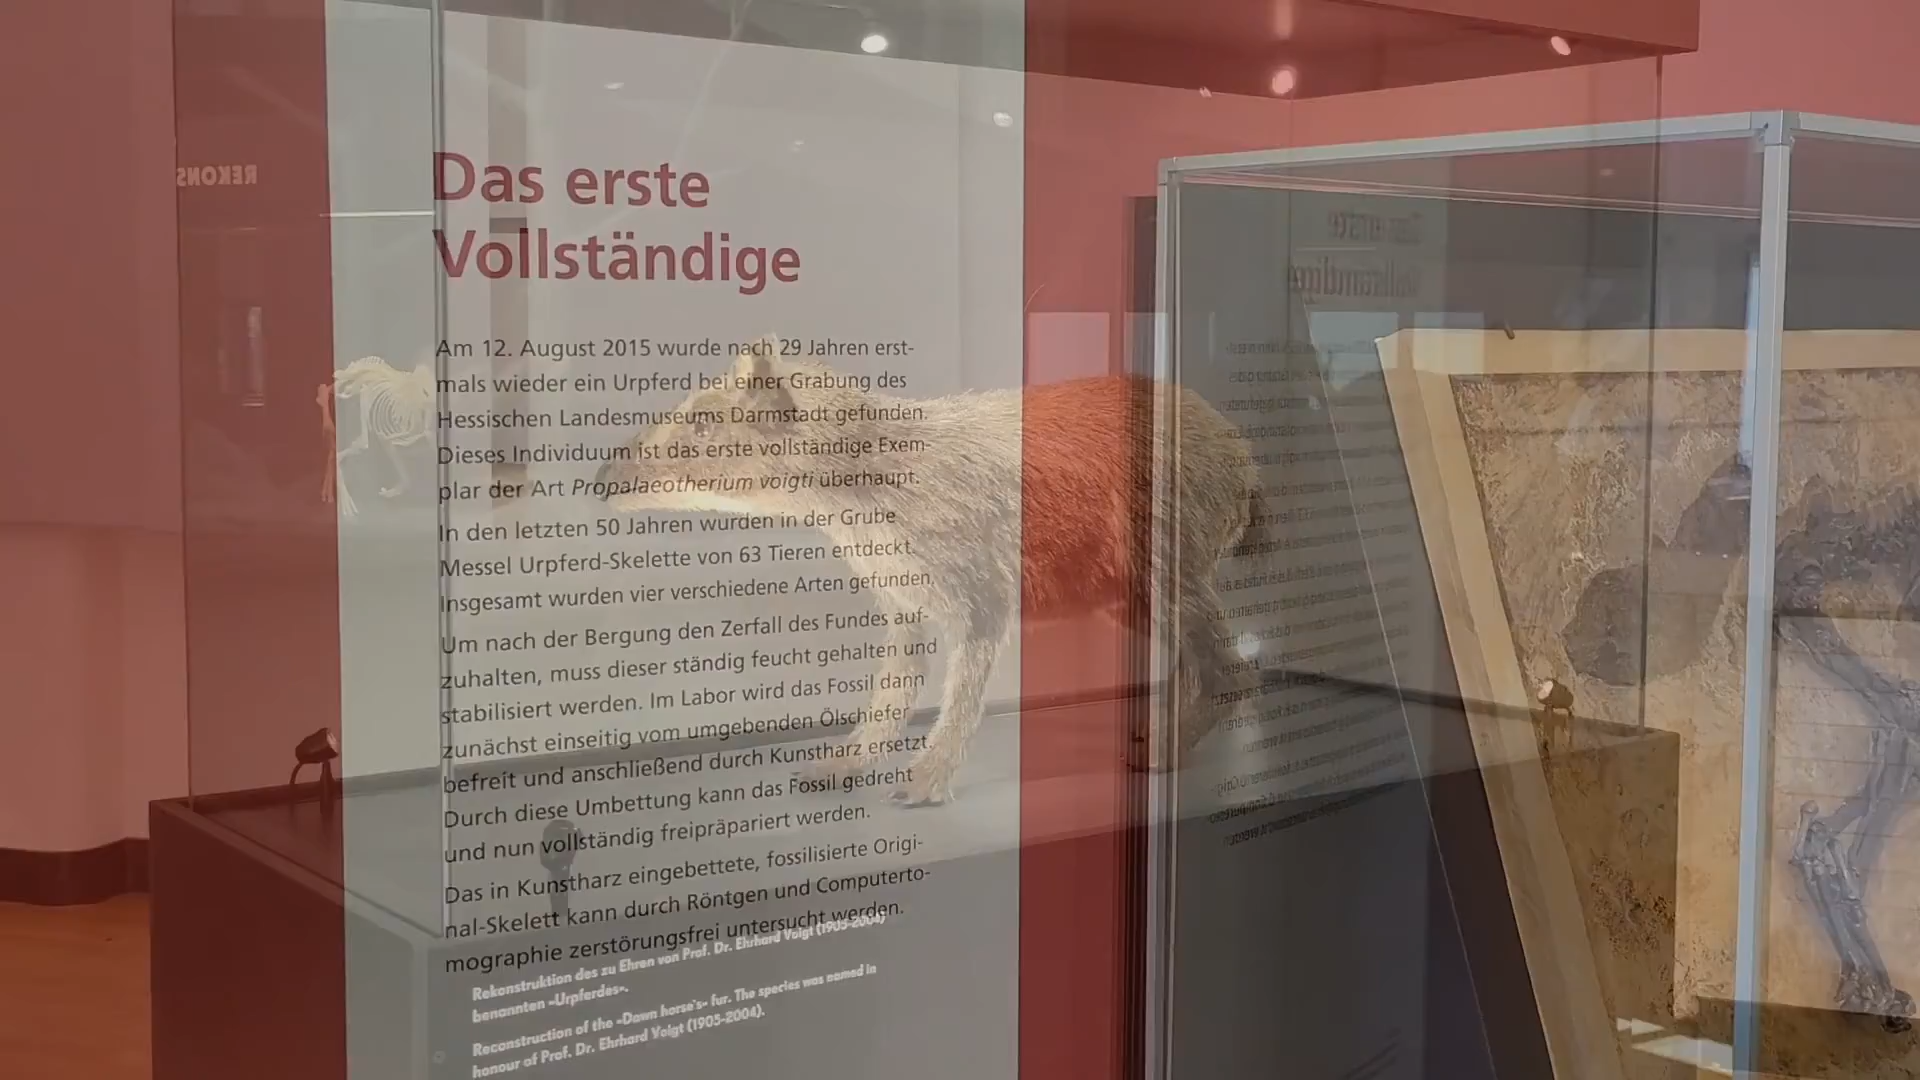 REKONS
Das erste
Vollständige
Am 12. August 2015 wurde nach 29 Jahren erst-
mals wieder ein Urpferd bei einer Grabung des
Hessischen Landesmuseums Darmstadt gefunden.
Dieses Individuum ist das erste vollständige Exem-
plar der Art Propalaeotherium voigti überhaupt.
In den letzten 50 Jahren wurden in der Grube
Messel Urpferd-Skelette von 63 Tieren entdeckt.
Insgesamt wurden vier verschiedene Arten gefunden.
Um nach der Bergung den Zerfall des Fundes auf-
zuhalten, muss dieser ständig feucht gehalten und
stabilisiert werden. Im Labor wird das Fossil dann
zunächst einseitig vom umgebenden Ölschiefer
befreit und anschließend durch Kunstharz ersetzt.
Durch diese Umbettung kann das Fossil gedreht
und nun vollständig freipräpariert werden.
Das in Kunstharz eingebettete, fossilisierte Origi-
nal-Skelett kann durch Röntgen und Computerto-
mographie zerstörungsfrei untersucht werden.
Rekonstruktion des zu Ehren von Prof. Dr. Ehrhard Voigt (1905-2004)
benannten »Urpferdes«.
Reconstruction of the »Dawn horse's« fur. The species was named in
honour of Prof. Dr. Ehrhard Voigt (1905-2004).
Das erste
Vollständige